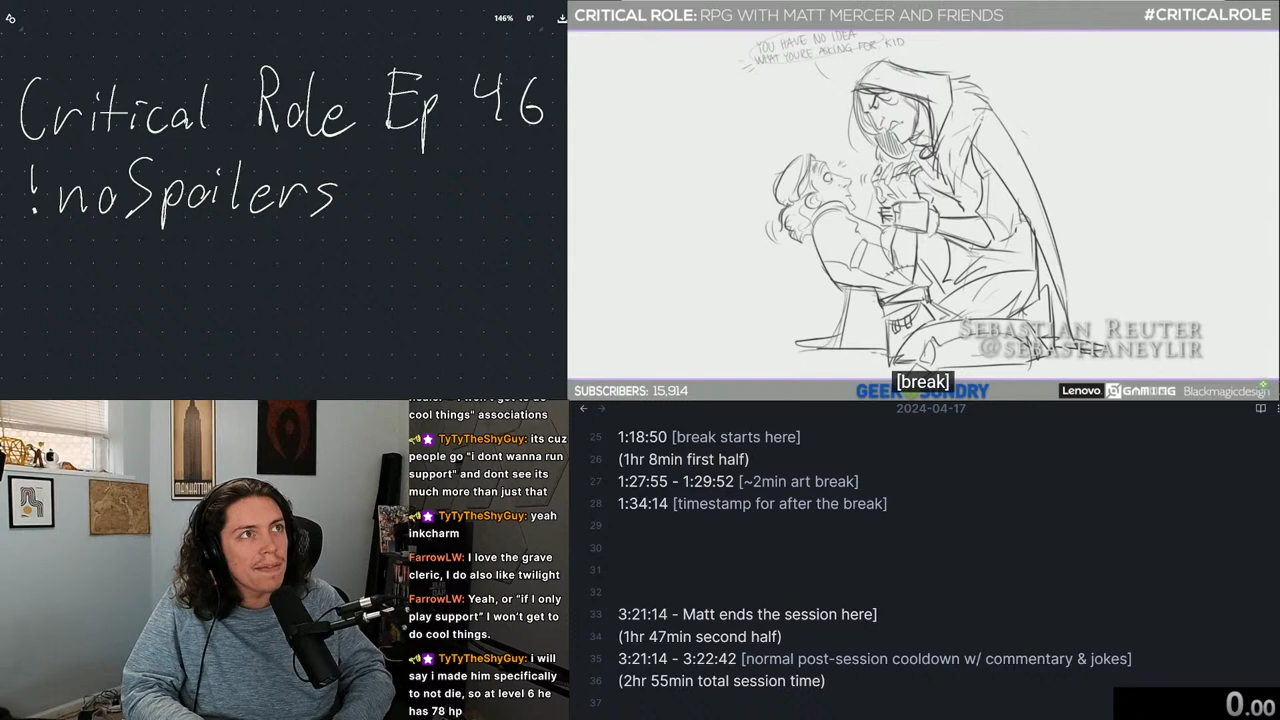 146%
0°
Critical Role Ep 46
!noSpoilers
CRITICAL ROLE: RPG WITH MATT MERCER AND FRIENDS
#CRITICALROLE
YOU HAVE NO IDEA
WHAT YOU'RE ASKING FOR KID
SEBASTIAN REUTER
@SEBASTIANEYLIR
[break]
SUBSCRIBERS: 15,914
GEEK & SUNDRY
Lenovo
GAMING
Blackmagicdesign
cool things" associations
TyTyTheShyGuy: its cuz
people go "i dont wanna run
support" and dont see its
much more than just that
TyTyTheShyGuy: yeah
inkcharm
FarrowLW: I love the grave
cleric, I do also like twilight
FarrowLW: Yeah, or "if I only
play support" I won't get to
do cool things.
TyTyTheShyGuy: i will
say i made him specifically
to not die, so at level 6 he
has 78 hp
MANHATTAN
2024-04-17
25 1:18:50 [break starts here]
26 (1hr 8min first half)
27 1:27:55 - 1:29:52 [~2min art break]
28 1:34:14 [timestamp for after the break]
29
30
31
32
33 3:21:14 - Matt ends the session here]
34 (1hr 47min second half)
35 3:21:14 - 3:22:42 [normal post-session cooldown w/ commentary & jokes]
36 (2hr 55min total session time)
37
0.00